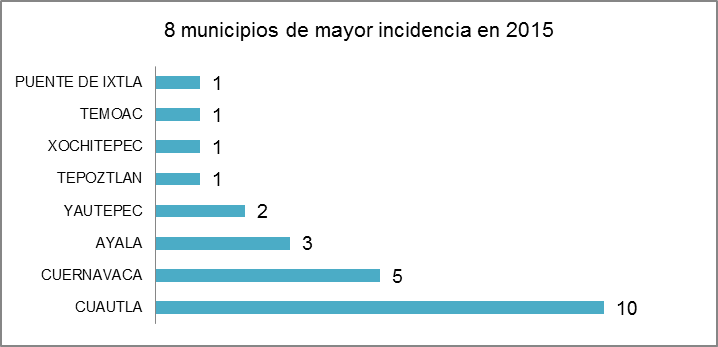 8 municipios de mayor incidencia en 2015
PUENTE DE IXTLA 1
TEMOAC 1
XOCHITEPEC 1
TEPOZTLAN 1
YAUTEPEC 2
AYALA 3
CUERNAVACA 5
CUAUTLA 10